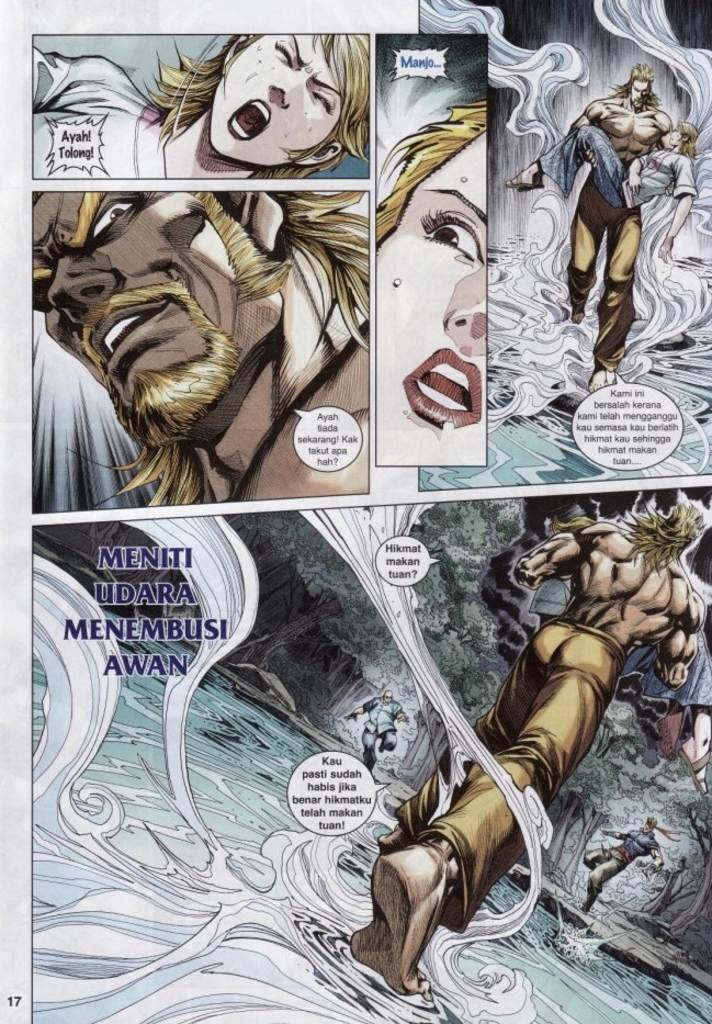 Ayah!
Tolong!
Manjo...
Ayah
tiada
sekarang! Kak
takut apa
hah?
Kami ini
bersalah kerana
kami telah mengganggu
kau semasa kau berlatih
hikmat kau sehingga
hikmat makan
tuan....
MENITI
UDARA
MENEMBUSI
AWAN
Hikmat
makan
tuan?
Kau
pasti sudah
habis jika
benar hikmatku
telah makan
tuan!
17